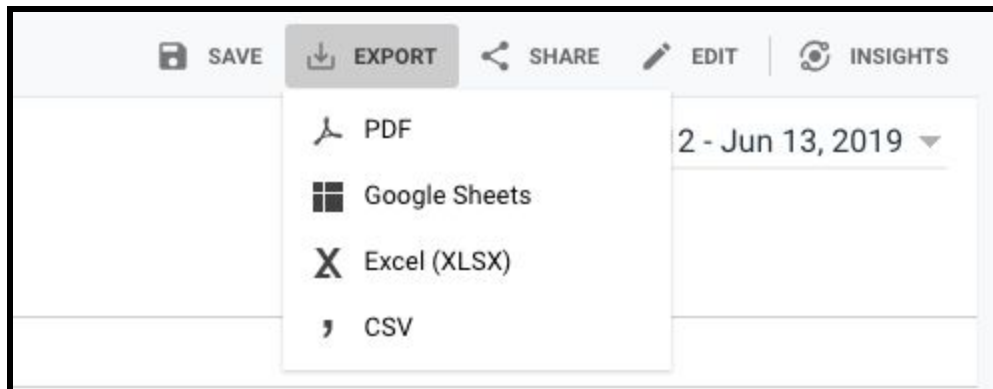 SAVE EXPORT SHARE EDIT INSIGHTS
PDF
2 - Jun 13, 2019
Google Sheets
Excel (XLSX)
CSV